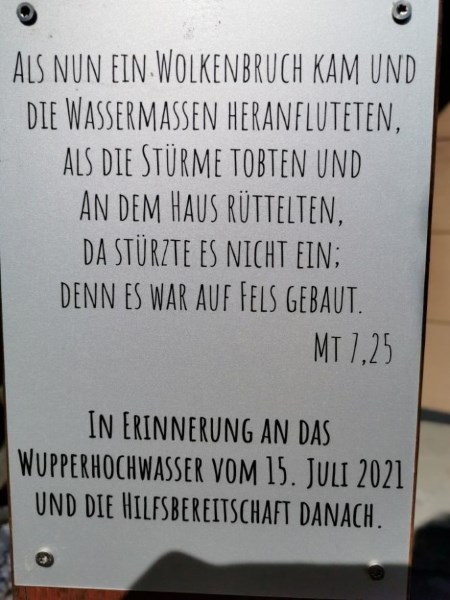 Als nun ein Wolkenbruch kam und
die Wassermassen heranfluteten,
als die Stürme tobten und
an dem Haus rüttelten,
da stürzte es nicht ein;
denn es war auf Fels gebaut.
Mt 7,25
In Erinnerung an das
Wupperhochwasser vom 15. Juli 2021
und die Hilfsbereitschaft danach.